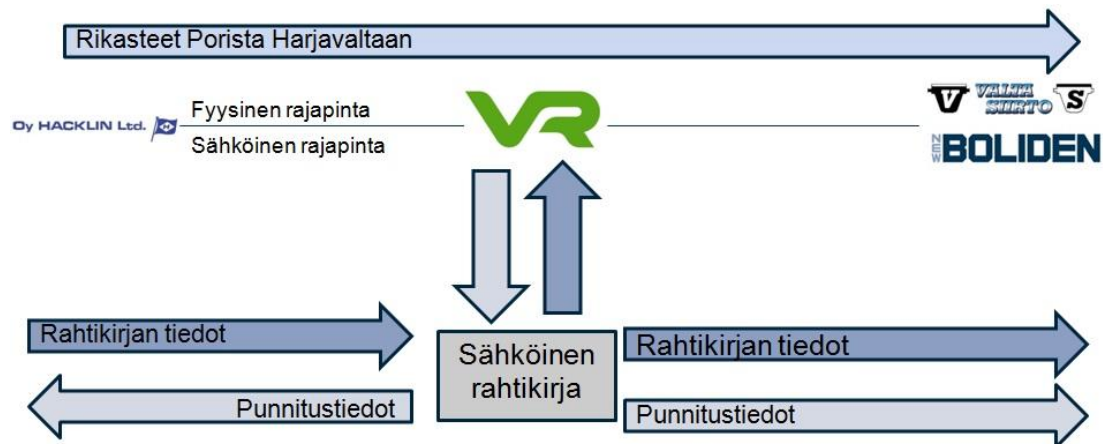 Rikasteet Porista Harjavaltaan
Oy HACKLIN Ltd.
Fyysinen rajapinta
Sähköinen rajapinta
VR
V VALTA SIIRTO S
NEW BOLIDEN
Rahtikirjan tiedot
Punnitustiedot
Sähköinen
rahtikirja
Rahtikirjan tiedot
Punnitustiedot